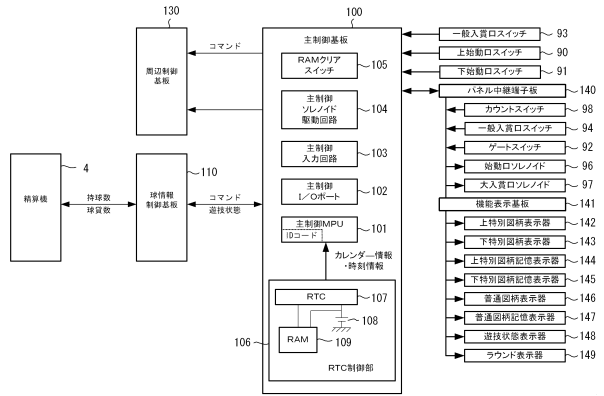 130
周辺制御
基板
コマンド
精算機
4
持球数
球貸数
球情報
制御基板
110
コマンド
遊技状態
100
主制御基板
RAMクリア
スイッチ
105
主制御
ソレノイド
駆動回路
104
主制御
入力回路
103
主制御
I/Oポート
102
主制御MPU
IDコード
101
カレンダー情報
・時刻情報
RTC
107
108
RAM
109
106
RTC制御部
一般入賞口スイッチ
93
上始動口スイッチ
90
下始動口スイッチ
91
パネル中継端子板
140
カウントスイッチ
98
一般入賞口スイッチ
94
ゲートスイッチ
92
始動口ソレノイド
96
大入賞口ソレノイド
97
機能表示基板
141
上特別図柄表示器
142
下特別図柄表示器
143
上特別図柄記憶表示器
144
下特別図柄記憶表示器
145
普通図柄表示器
146
普通図柄記憶表示器
147
遊技状態表示器
148
ラウンド表示器
149